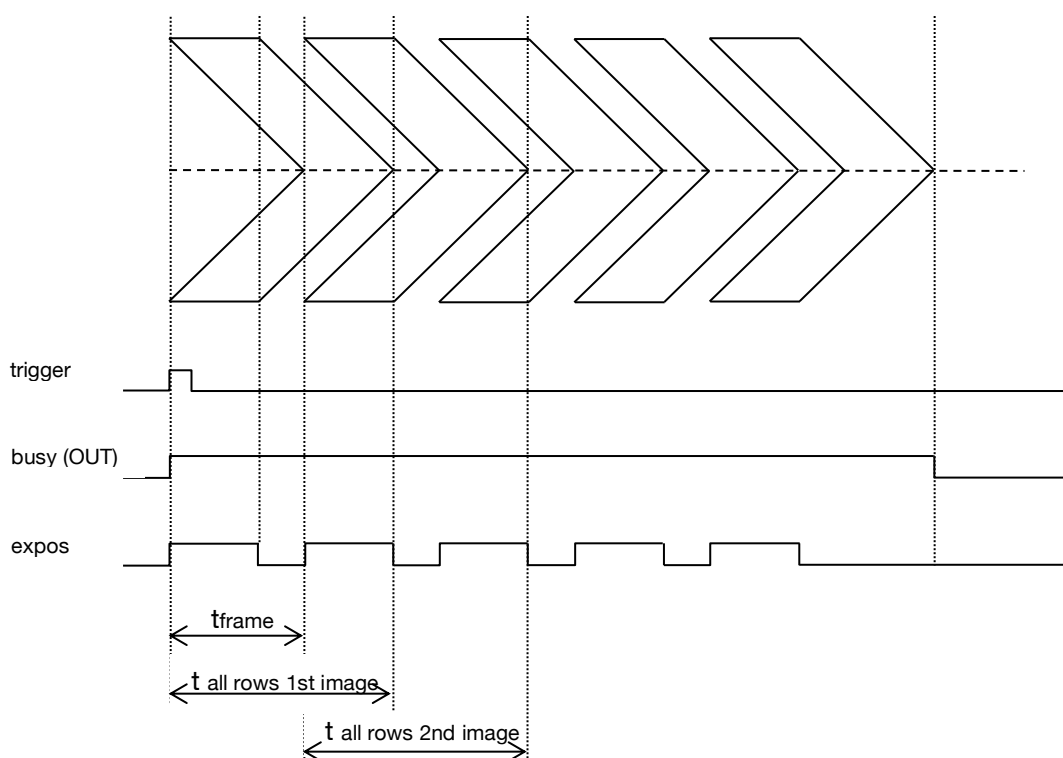 trigger
busy (OUT)
expos
tframe
t all rows 1st image
t all rows 2nd image